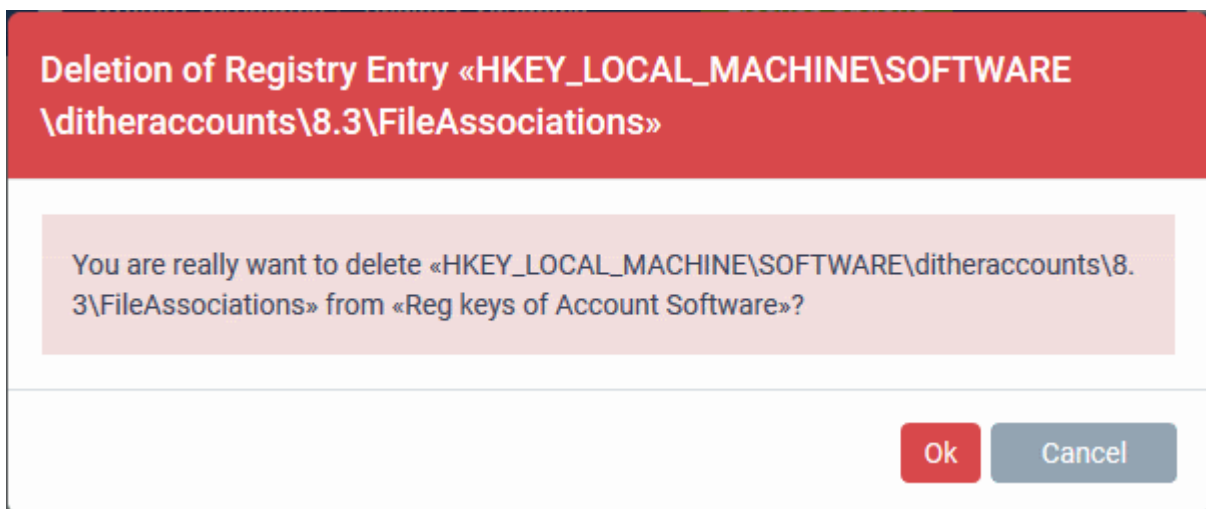 Deletion of Registry Entry «HKEY_LOCAL_MACHINE\SOFTWARE
\ditheraccounts\8.3\FileAssociations»
You are really want to delete «HKEY_LOCAL_MACHINE\SOFTWARE\ditheraccounts\8.
3\FileAssociations» from «Reg keys of Account Software»?
Ok Cancel